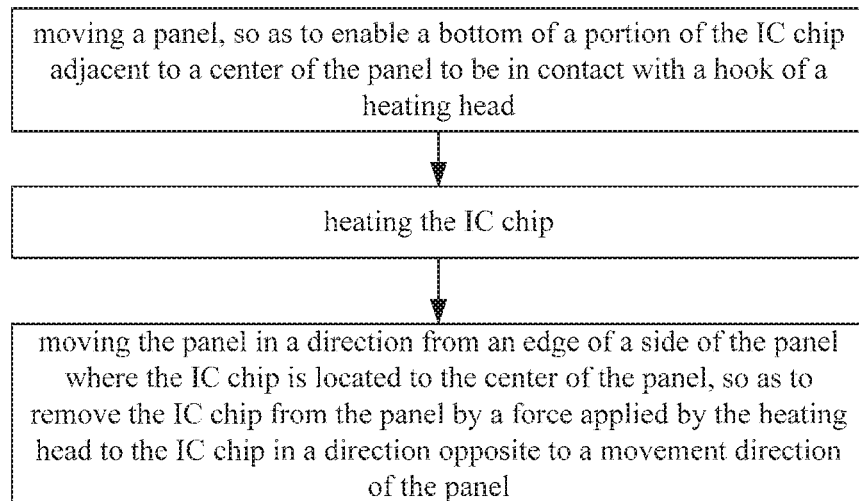 moving a panel, so as to enable a bottom of a portion of the IC chip
adjacent to a center of the panel to be in contact with a hook of a
heating head
heating the IC chip
moving the panel in a direction from an edge of a side of the panel
where the IC chip is located to the center of the panel, so as to
remove the IC chip from the panel by a force applied by the heating
head to the IC chip in a direction opposite to a movement direction
of the panel